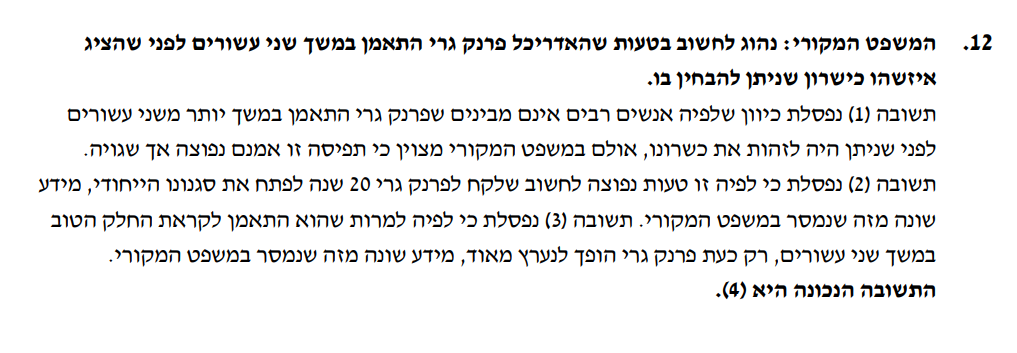 12. המשפט המקורי: נהוג לחשוב בטעות שהאדריכל פרנק גרי התאמן במשך שני עשורים לפני שהציג
איזשהו כישרון שניתן להבחין בו.
תשובה (1) נפסלת כיוון שלפיה אנשים רבים אינם מבינים שפרנק גרי התאמן במשך יותר משני עשורים
לפני שניתן היה לזהות את כשרונו, אולם במשפט המקורי מצוין כי תפיסה זו אמנם נפוצה אך שגויה.
תשובה (2) נפסלת כי לפיה זו טעות נפוצה לחשוב שלקח לפרנק גרי 20 שנה לפתח את סגנונו הייחודי, מידע
שונה מזה שנמסר במשפט המקורי. תשובה (3) נפסלת כי לפיה למרות שהוא התאמן לקראת החלק הטוב
במשך שני עשורים, רק כעת פרנק גרי הופך לנערץ מאוד, מידע שונה מזה שנמסר במשפט המקורי.
התשובה הנכונה היא (4).